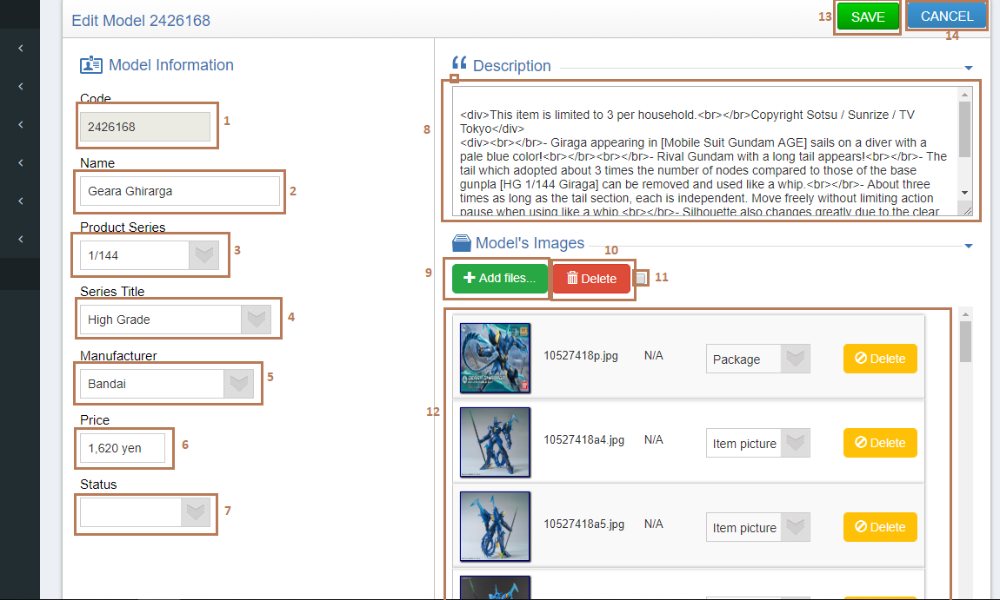 Edit Model 2426168
13
SAVE
CANCEL
14
Model Information
Code
2426168
1
Name
Geara Ghirarga
2
Product Series
1/144
3
Series Title
High Grade
4
Manufacturer
Bandai
5
Price
1,620 yen
6
Status
7
Description
8
<div>This item is limited to 3 per household.<br></br>Copyright Sotsu / Sunrize / TV
Tokyo</div>
<div><br></br>- Giraga appearing in [Mobile Suit Gundam AGE] sails on a diver with a
pale blue color!<br></br><br></br>- Rival Gundam with a long tail appears!<br></br>- The
tail which adopted about 3 times the number of nodes compared to those of the base
gunpla [HG 1/144 Giraga] can be removed and used like a whip.<br></br>- About three
times as long as the tail section, each is independent. Move freely without limiting action
pause when using like a whip.<br></br>- Silhouette also changes greatly due to the clear
Model's Images
10
9
Add files...
Delete
11
12
10527418p.jpg
N/A
Package
Delete
10527418a4.jpg
N/A
Item picture
Delete
10527418a5.jpg
N/A
Item picture
Delete